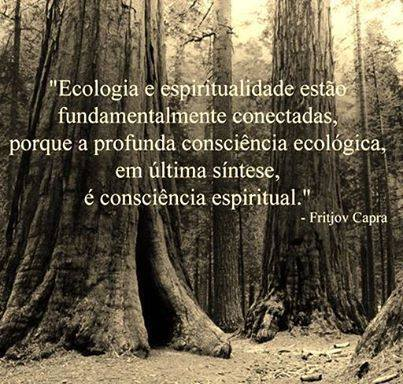 "Ecologia e espiritualidade estão
fundamentalmente conectadas,
porque a profunda consciência ecológica,
em última síntese,
é consciência espiritual."
- Fritjov Capra